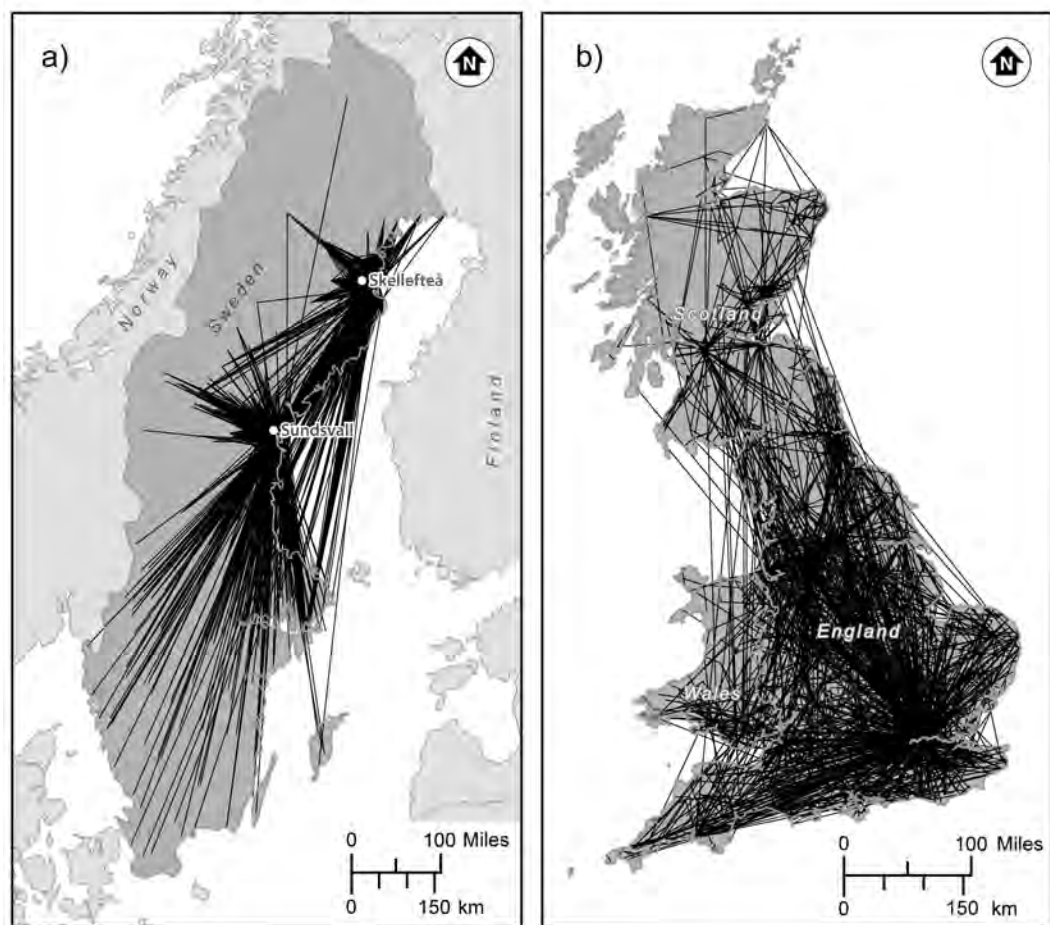 a)
N
Norway
Sweden
Skellefteå
Sundsvall
Finland
0 100 Miles
0 150 km
b)
N
Scotland
England
Wales
0 100 Miles
0 150 km